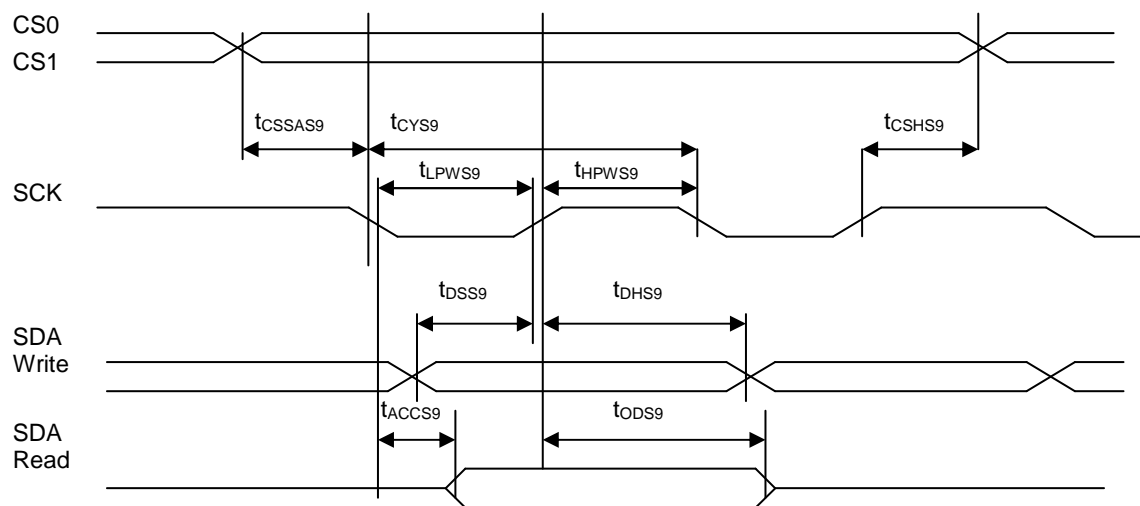 CS0
CS1
tCSSAS9
tCYS9
tCSHS9
tLPWS9
tHPWS9
SCK
tDSS9
tDHS9
SDA
Write
tACCS9
tODS9
SDA
Read